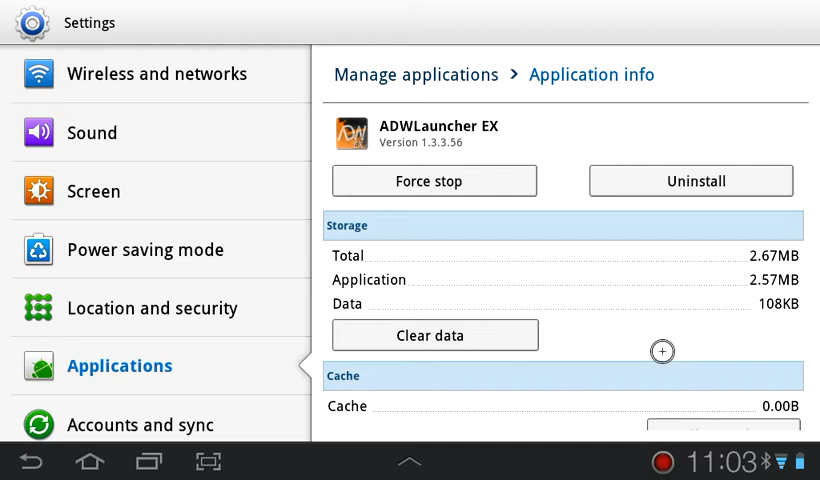 Settings
Wireless and networks
Sound
Screen
Power saving mode
Location and security
Applications
Accounts and sync
Manage applications > Application info
ADWLauncher EX
Version 1.3.3.56
Force stop
Uninstall
Storage
Total 2.67MB
Application 2.57MB
Data 108KB
Clear data
Cache
Cache 0.00B
11:03